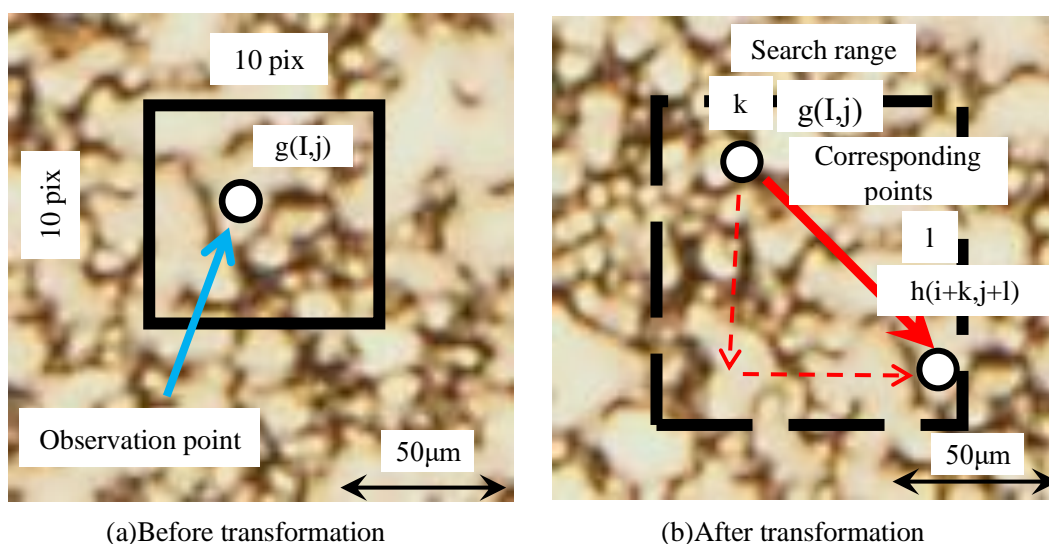 10 pix
10 pix
g(I,j)
Observation point
50μm
(a)Before transformation
Search range
k
g(I,j)
Corresponding
points
l
h(i+k,j+l)
50μm
(b)After transformation